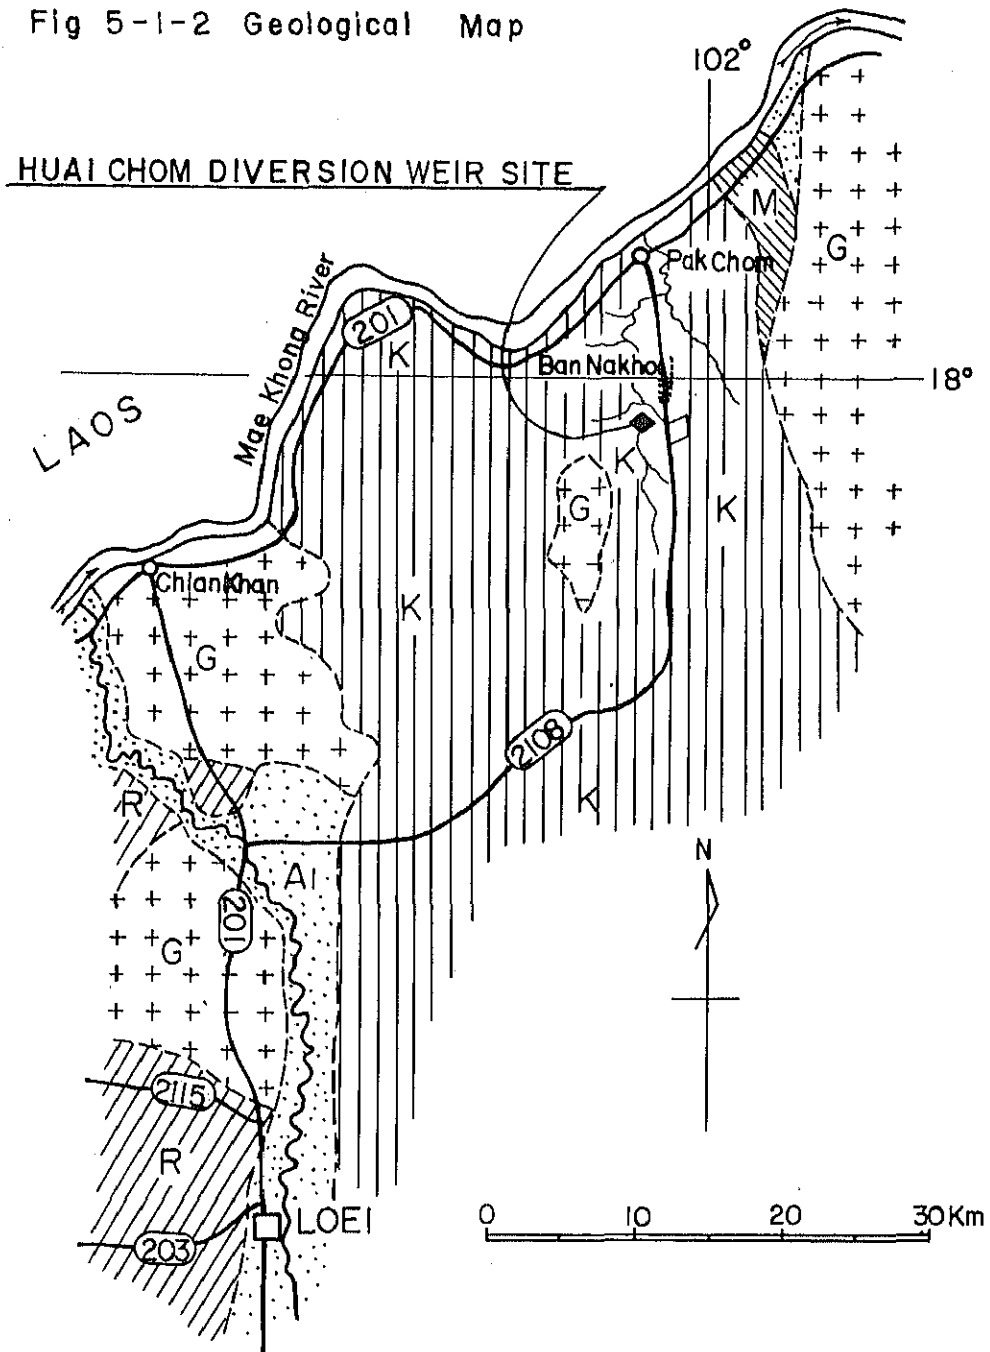 Fig 5-1-2 Geological Map
102°
HUAI CHOM DIVERSION WEIR SITE
M
G
Pak Chom
Mae Khong River
201
K
Ban Nakho
18°
LAOS
K
G
K
Chian Khan
K
G
2108
R
K
N
Al
201
G
2115
R
LOEI
203
0 10 20 30Km